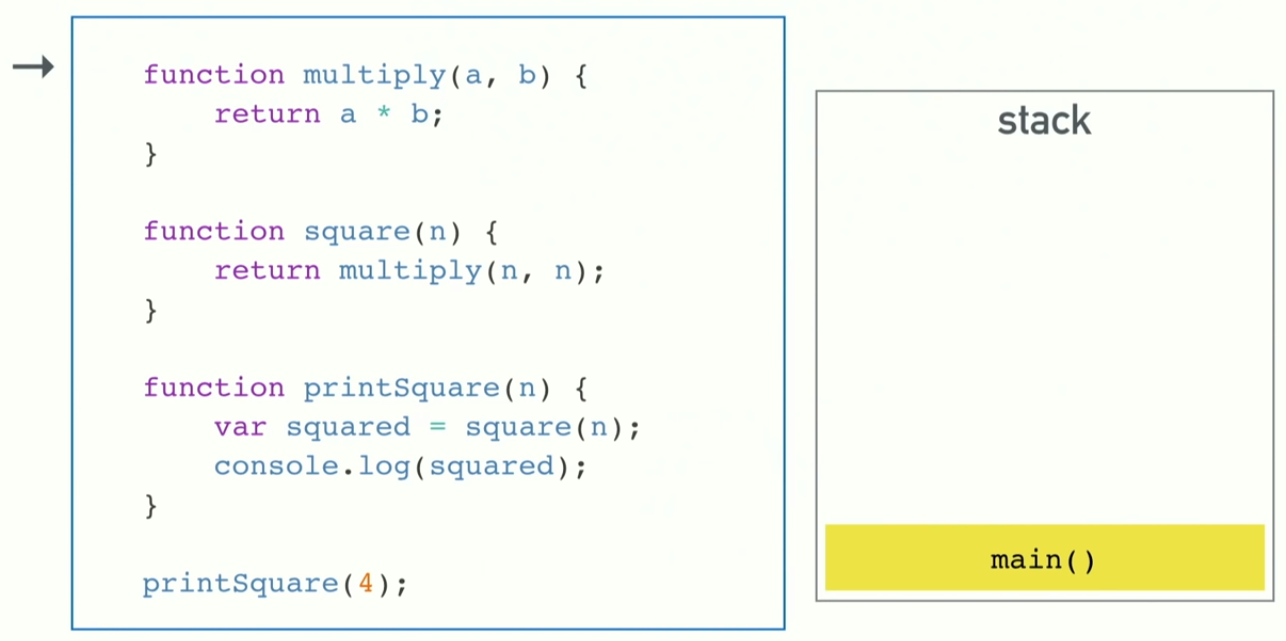 function multiply(a, b) {
return a * b;
}
function square(n) {
return multiply(n, n);
}
function printSquare(n) {
var squared = square(n);
console.log(squared);
}
printSquare(4);
stack
main()